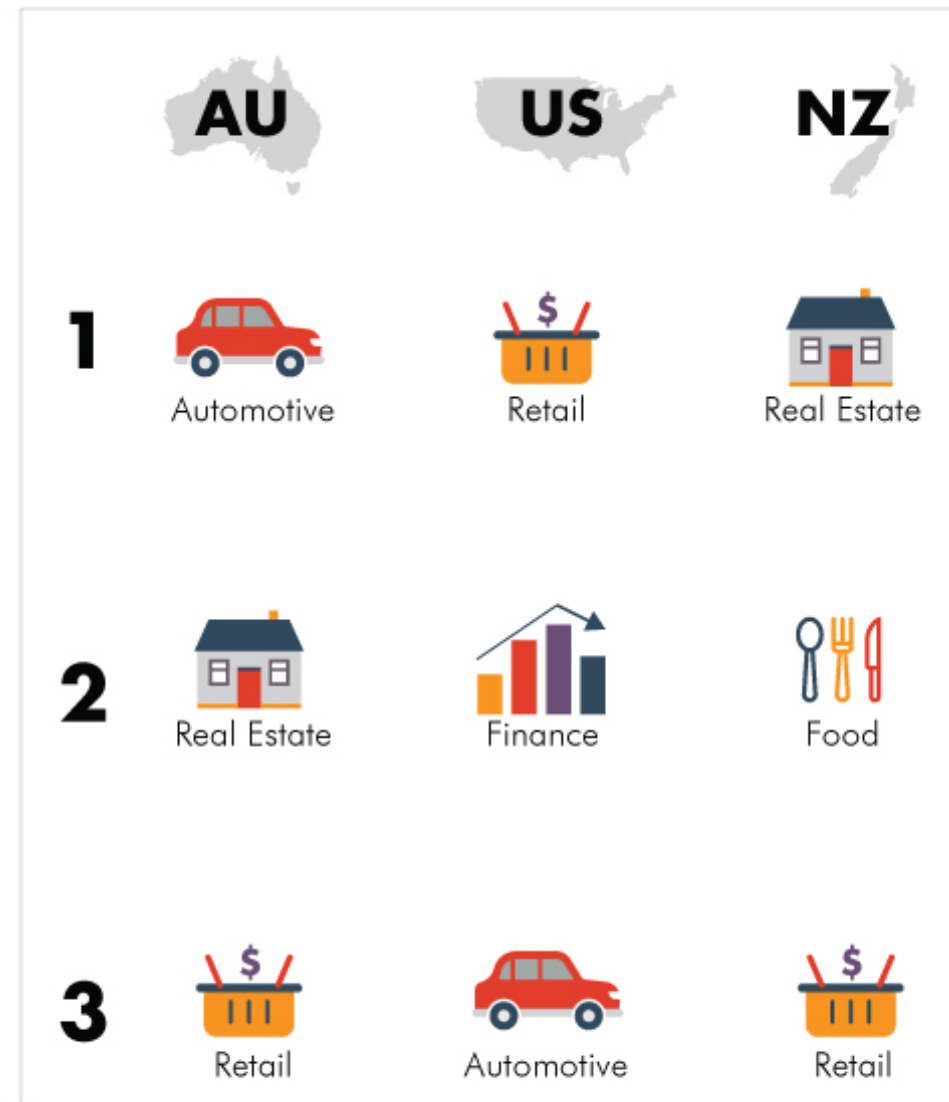 AU US NZ
1
$
Automotive Retail Real Estate
2
Real Estate Finance Food
3
$ $
Retail Automotive Retail